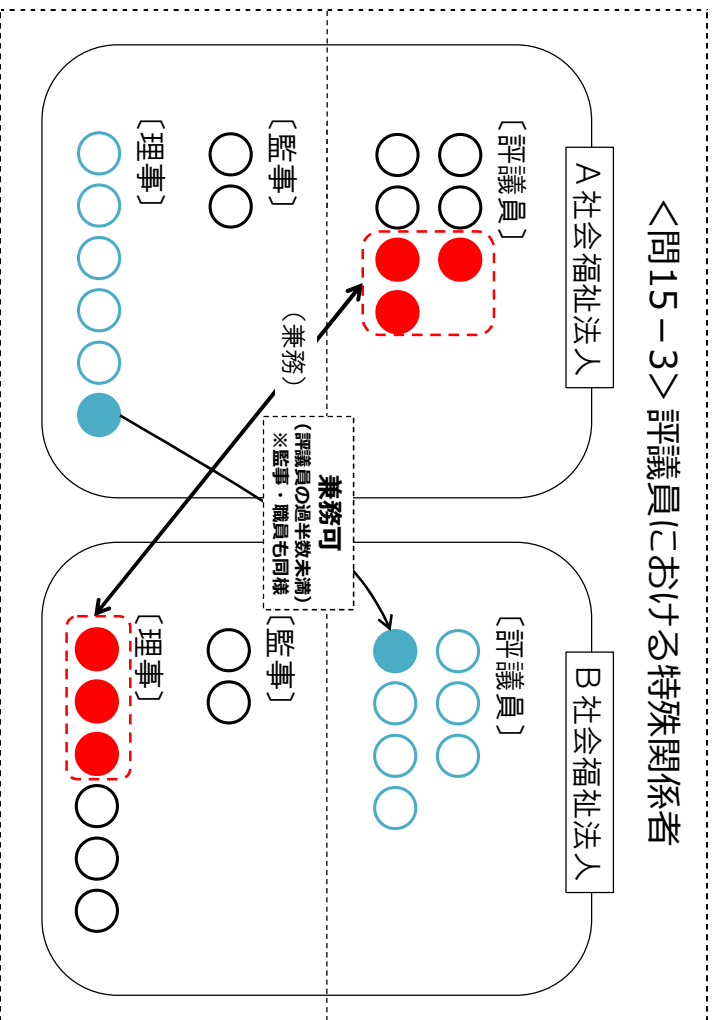 ＜問15－3＞評議員における特殊関係者
A社会福祉法人
〔評議員〕
〔監事〕
〔理事〕
（兼務）
兼務可
（評議員の過半数未満）
※監事・職員も同様
B社会福祉法人
〔評議員〕
〔監事〕
〔理事〕